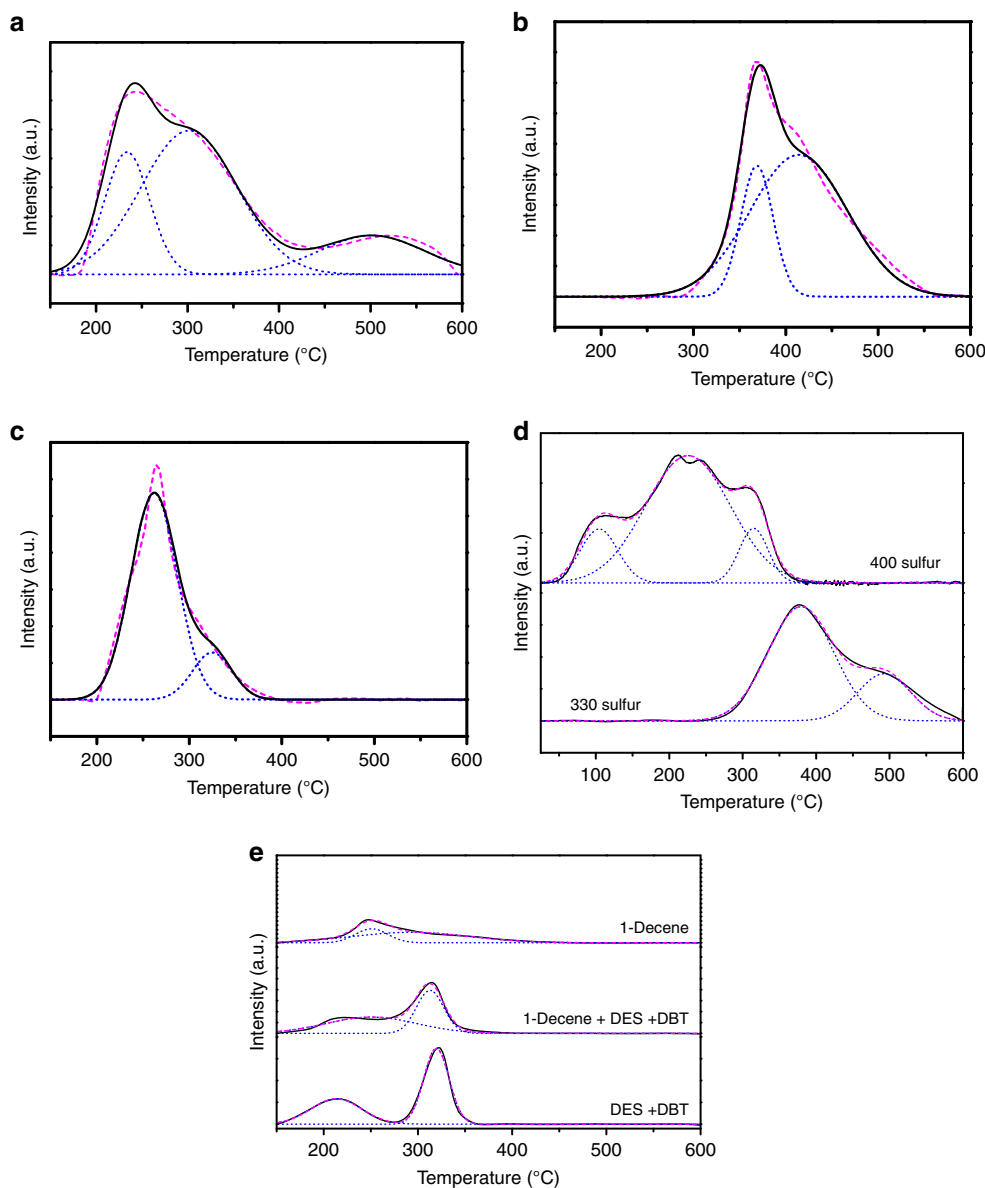 a
Intensity (a.u.)
200 300 400 500 600
Temperature (°C)
b
Intensity (a.u.)
200 300 400 500 600
Temperature (°C)
c
Intensity (a.u.)
200 300 400 500 600
Temperature (°C)
d
Intensity (a.u.)
400 sulfur
330 sulfur
100 200 300 400 500 600
Temperature (°C)
e
Intensity (a.u.)
1-Decene
1-Decene + DES +DBT
DES +DBT
200 300 400 500 600
Temperature (°C)